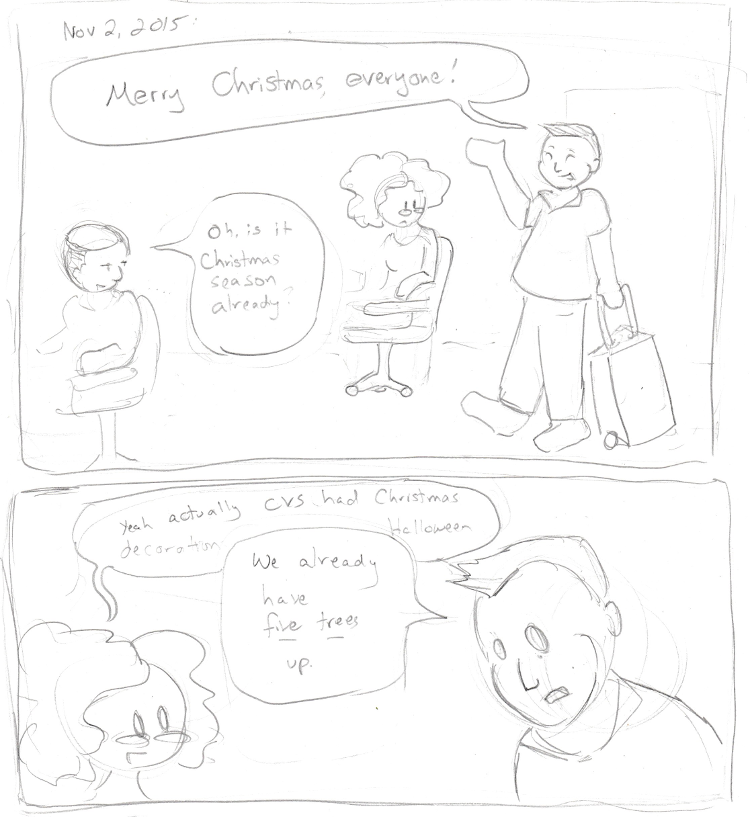 Nov 2, 2015:
Merry Christmas, everyone!
Oh, is it
Christmas
season
already?
Yeah actually CVS had Christmas
decoration Halloween
We already
have
five trees
up.